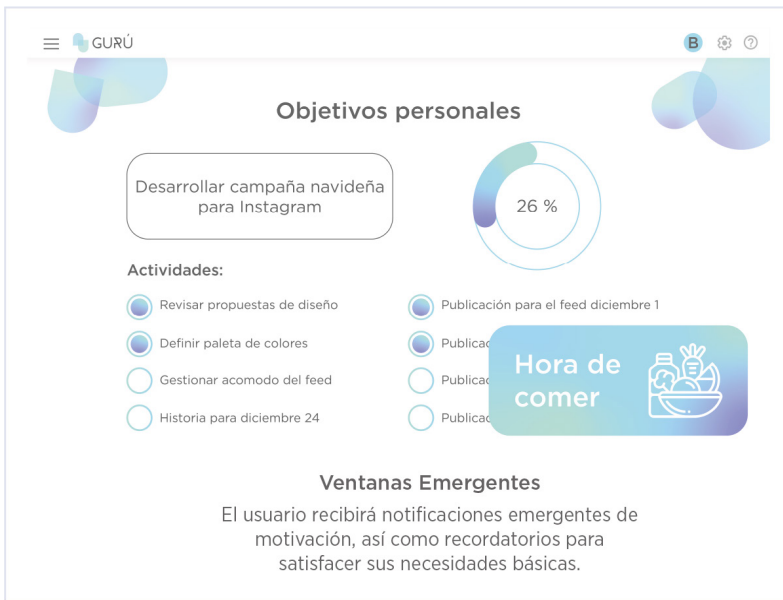 GURÚ
B
?
Objetivos personales
Desarrollar campaña navideña
para Instagram
26 %
Actividades:
Revisar propuestas de diseño
Definir paleta de colores
Gestionar acomodo del feed
Historia para diciembre 24
Publicación para el feed diciembre 1
Publicac
Publicac
Publicac
Hora de
comer
Ventanas Emergentes
El usuario recibirá notificaciones emergentes de
motivación, así como recordatorios para
satisfacer sus necesidades básicas.